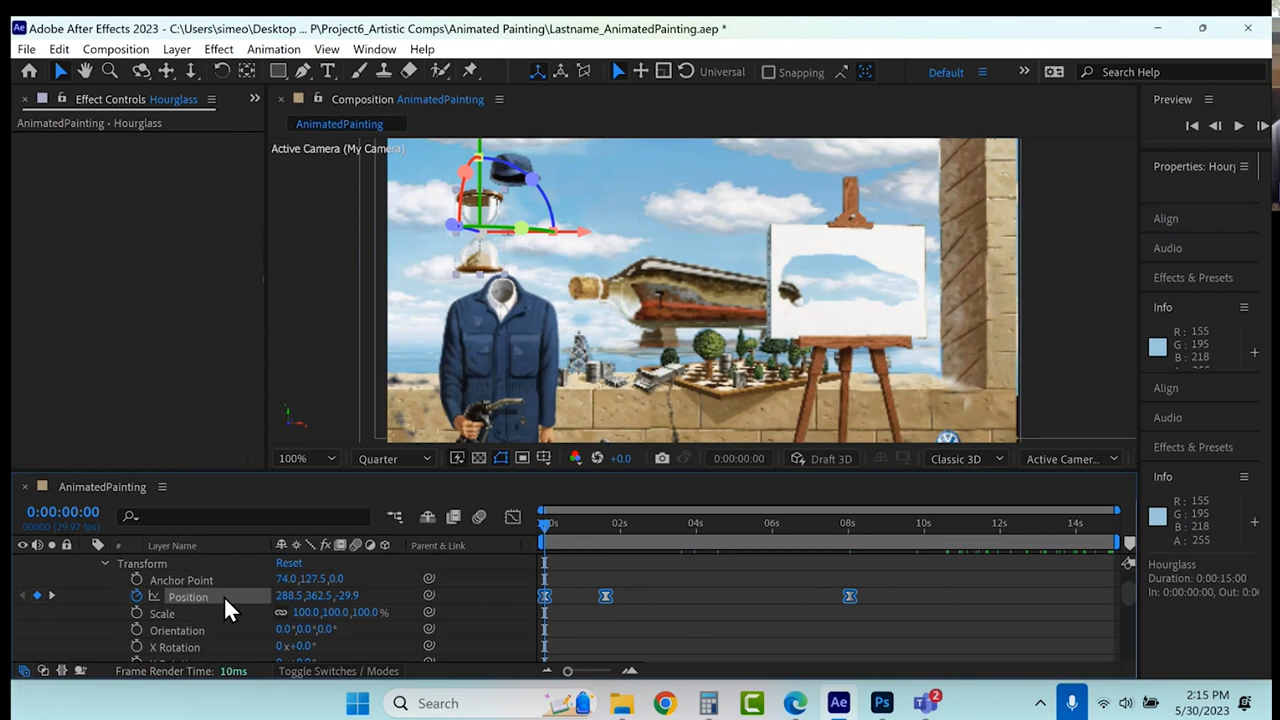 Ae Adobe After Effects 2023 - C:\Users\simeo\Desktop ... P\Project6_Artistic Comps\Animated Painting\Lastname_AnimatedPainting.aep *
File Edit Composition Layer Effect Animation View Window Help
Universal Snapping Default Search Help
Effect Controls Hourglass
Composition AnimatedPainting
Preview
AnimatedPainting • Hourglass
AnimatedPainting
Active Camera (My Camera)
Properties: Hourg
Align
Audio
Effects & Presets
Info
R : 155
G : 195
B : 218
A : 255
Align
Audio
Effects & Presets
Info
R : 155
G : 195
B : 218
A : 255
100% Quarter +0.0 0:00:00:00 Draft 3D Classic 3D Active Camer...
AnimatedPainting
0:00:00:00
00000 (29.97 fps)
02s 04s 06s 08s 10s 12s 14s
# Layer Name fx Parent & Link
Transform Reset
Anchor Point 74.0,127.5,0.0
Position 288.5,362.5,-29.9
Scale 100.0,100.0,100.0%
Orientation 0.0°,0.0°,0.0°
X Rotation 0x+0.0°
Hourglass
Duration: 0:00:15:00
In: 0:00:00:00, Out: 0:0
Frame Render Time: 10ms Toggle Switches / Modes
Search
Ae Ps 2
2:15 PM
5/30/2023